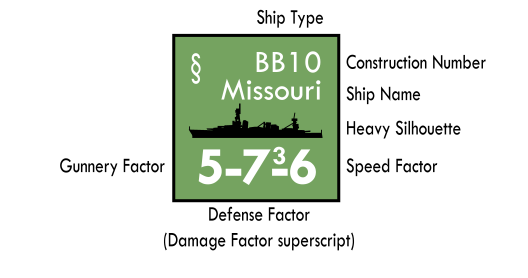 Ship Type
§ BB10 Construction Number
Missouri Ship Name
Heavy Silhouette
Gunnery Factor 5-7³-6 Speed Factor
Defense Factor
(Damage Factor superscript)